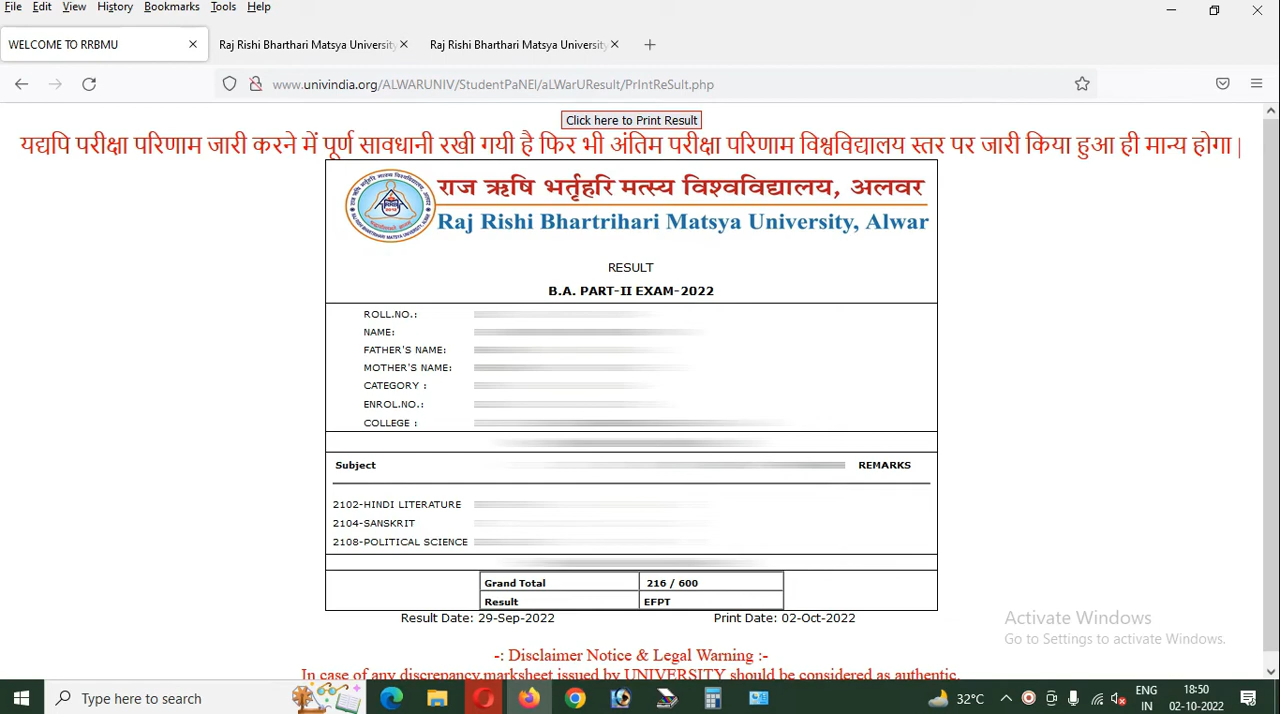 File Edit View History Bookmarks Tools Help
WELCOME TO RRBMU
Raj Rishi Bharthari Matsya University
Raj Rishi Bharthari Matsya University
www.univindia.org/ALWARUNIV/StudentPaNEl/aLWarUResult/PrIntReSult.php
Click here to Print Result
यद्यपि परीक्षा परिणाम जारी करने में पूर्ण सावधानी रखी गयी है फिर भी अंतिम परीक्षा परिणाम विश्वविद्यालय स्तर पर जारी किया हुआ ही मान्य होगा |
राज ऋषि भर्तृहरि मत्स्य विश्वविद्यालय, अलवर
Raj Rishi Bhartrihari Matsya University, Alwar
RESULT
B.A. PART-II EXAM-2022
ROLL.NO.:
NAME:
FATHER'S NAME:
MOTHER'S NAME:
CATEGORY :
ENROL.NO.:
COLLEGE :
Subject REMARKS
2102-HINDI LITERATURE
2104-SANSKRIT
2108-POLITICAL SCIENCE
Grand Total 216 / 600
Result EFPT
Result Date: 29-Sep-2022 Print Date: 02-Oct-2022
Activate Windows
Go to Settings to activate Windows.
-: Disclaimer Notice & Legal Warning :-
In case of any discrepancy,marksheet issued by UNIVERSITY should be considered as authentic.
Type here to search
32°C
ENG 18:50
IN 02-10-2022